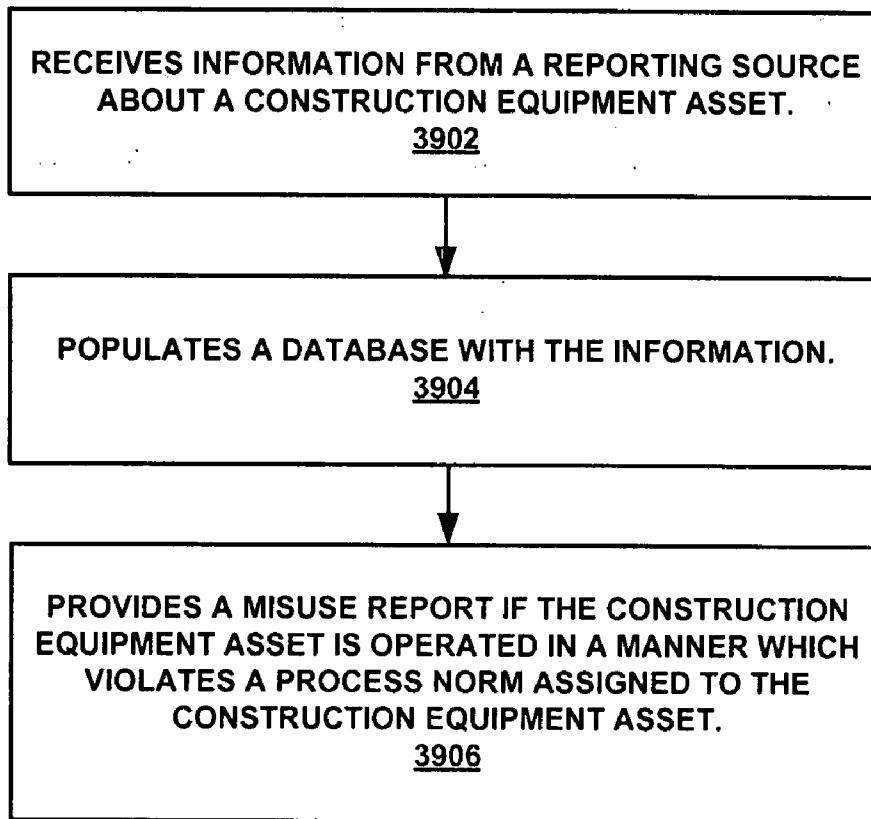 RECEIVES INFORMATION FROM A REPORTING SOURCE
ABOUT A CONSTRUCTION EQUIPMENT ASSET.
3902
POPULATES A DATABASE WITH THE INFORMATION.
3904
PROVIDES A MISUSE REPORT IF THE CONSTRUCTION
EQUIPMENT ASSET IS OPERATED IN A MANNER WHICH
VIOLATES A PROCESS NORM ASSIGNED TO THE
CONSTRUCTION EQUIPMENT ASSET.
3906